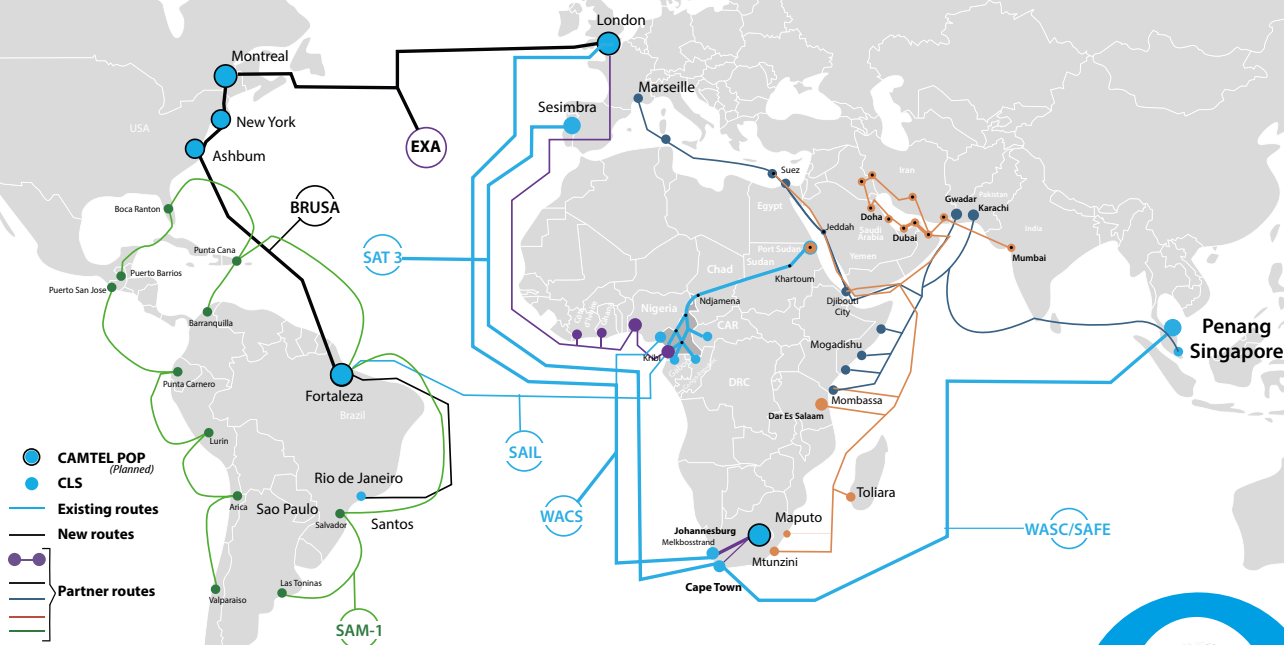 London
Montreal
Marseille
Sesimbra
New York
USA
EXA
Ashbum
Suez
Iran
Pakistan
Gwadar
Karachi
Egypt
Boca Ranton
BRUSA
Doha
Saudi
Arabia
Dubai
India
Jeddah
Mumbai
Punta Cana
SAT 3
Port Sudan
Sudan
Yemen
Puerto Barrios
Chad
Khartoum
Puerto San Jose
Ndjamena
Djibouti
City
Nigeria
Ghana
Barranquilla
CAR
Penang
Singapore
Mogadishu
Kribi
Punta Carnero
DRC
Fortaleza
Mombassa
Brazil
Dar Es Salaam
Lurin
SAIL
CAMTEL POP
(Planned)
CLS
Rio de Janeiro
Toliara
Existing routes
Arica
Sao Paulo
Salvador
Santos
WACS
Maputo
Johannesburg
WASC/SAFE
New routes
Melkbosstrand
Mtunzini
Las Toninas
Cape Town
Partner routes
Valparaiso
SAM-1